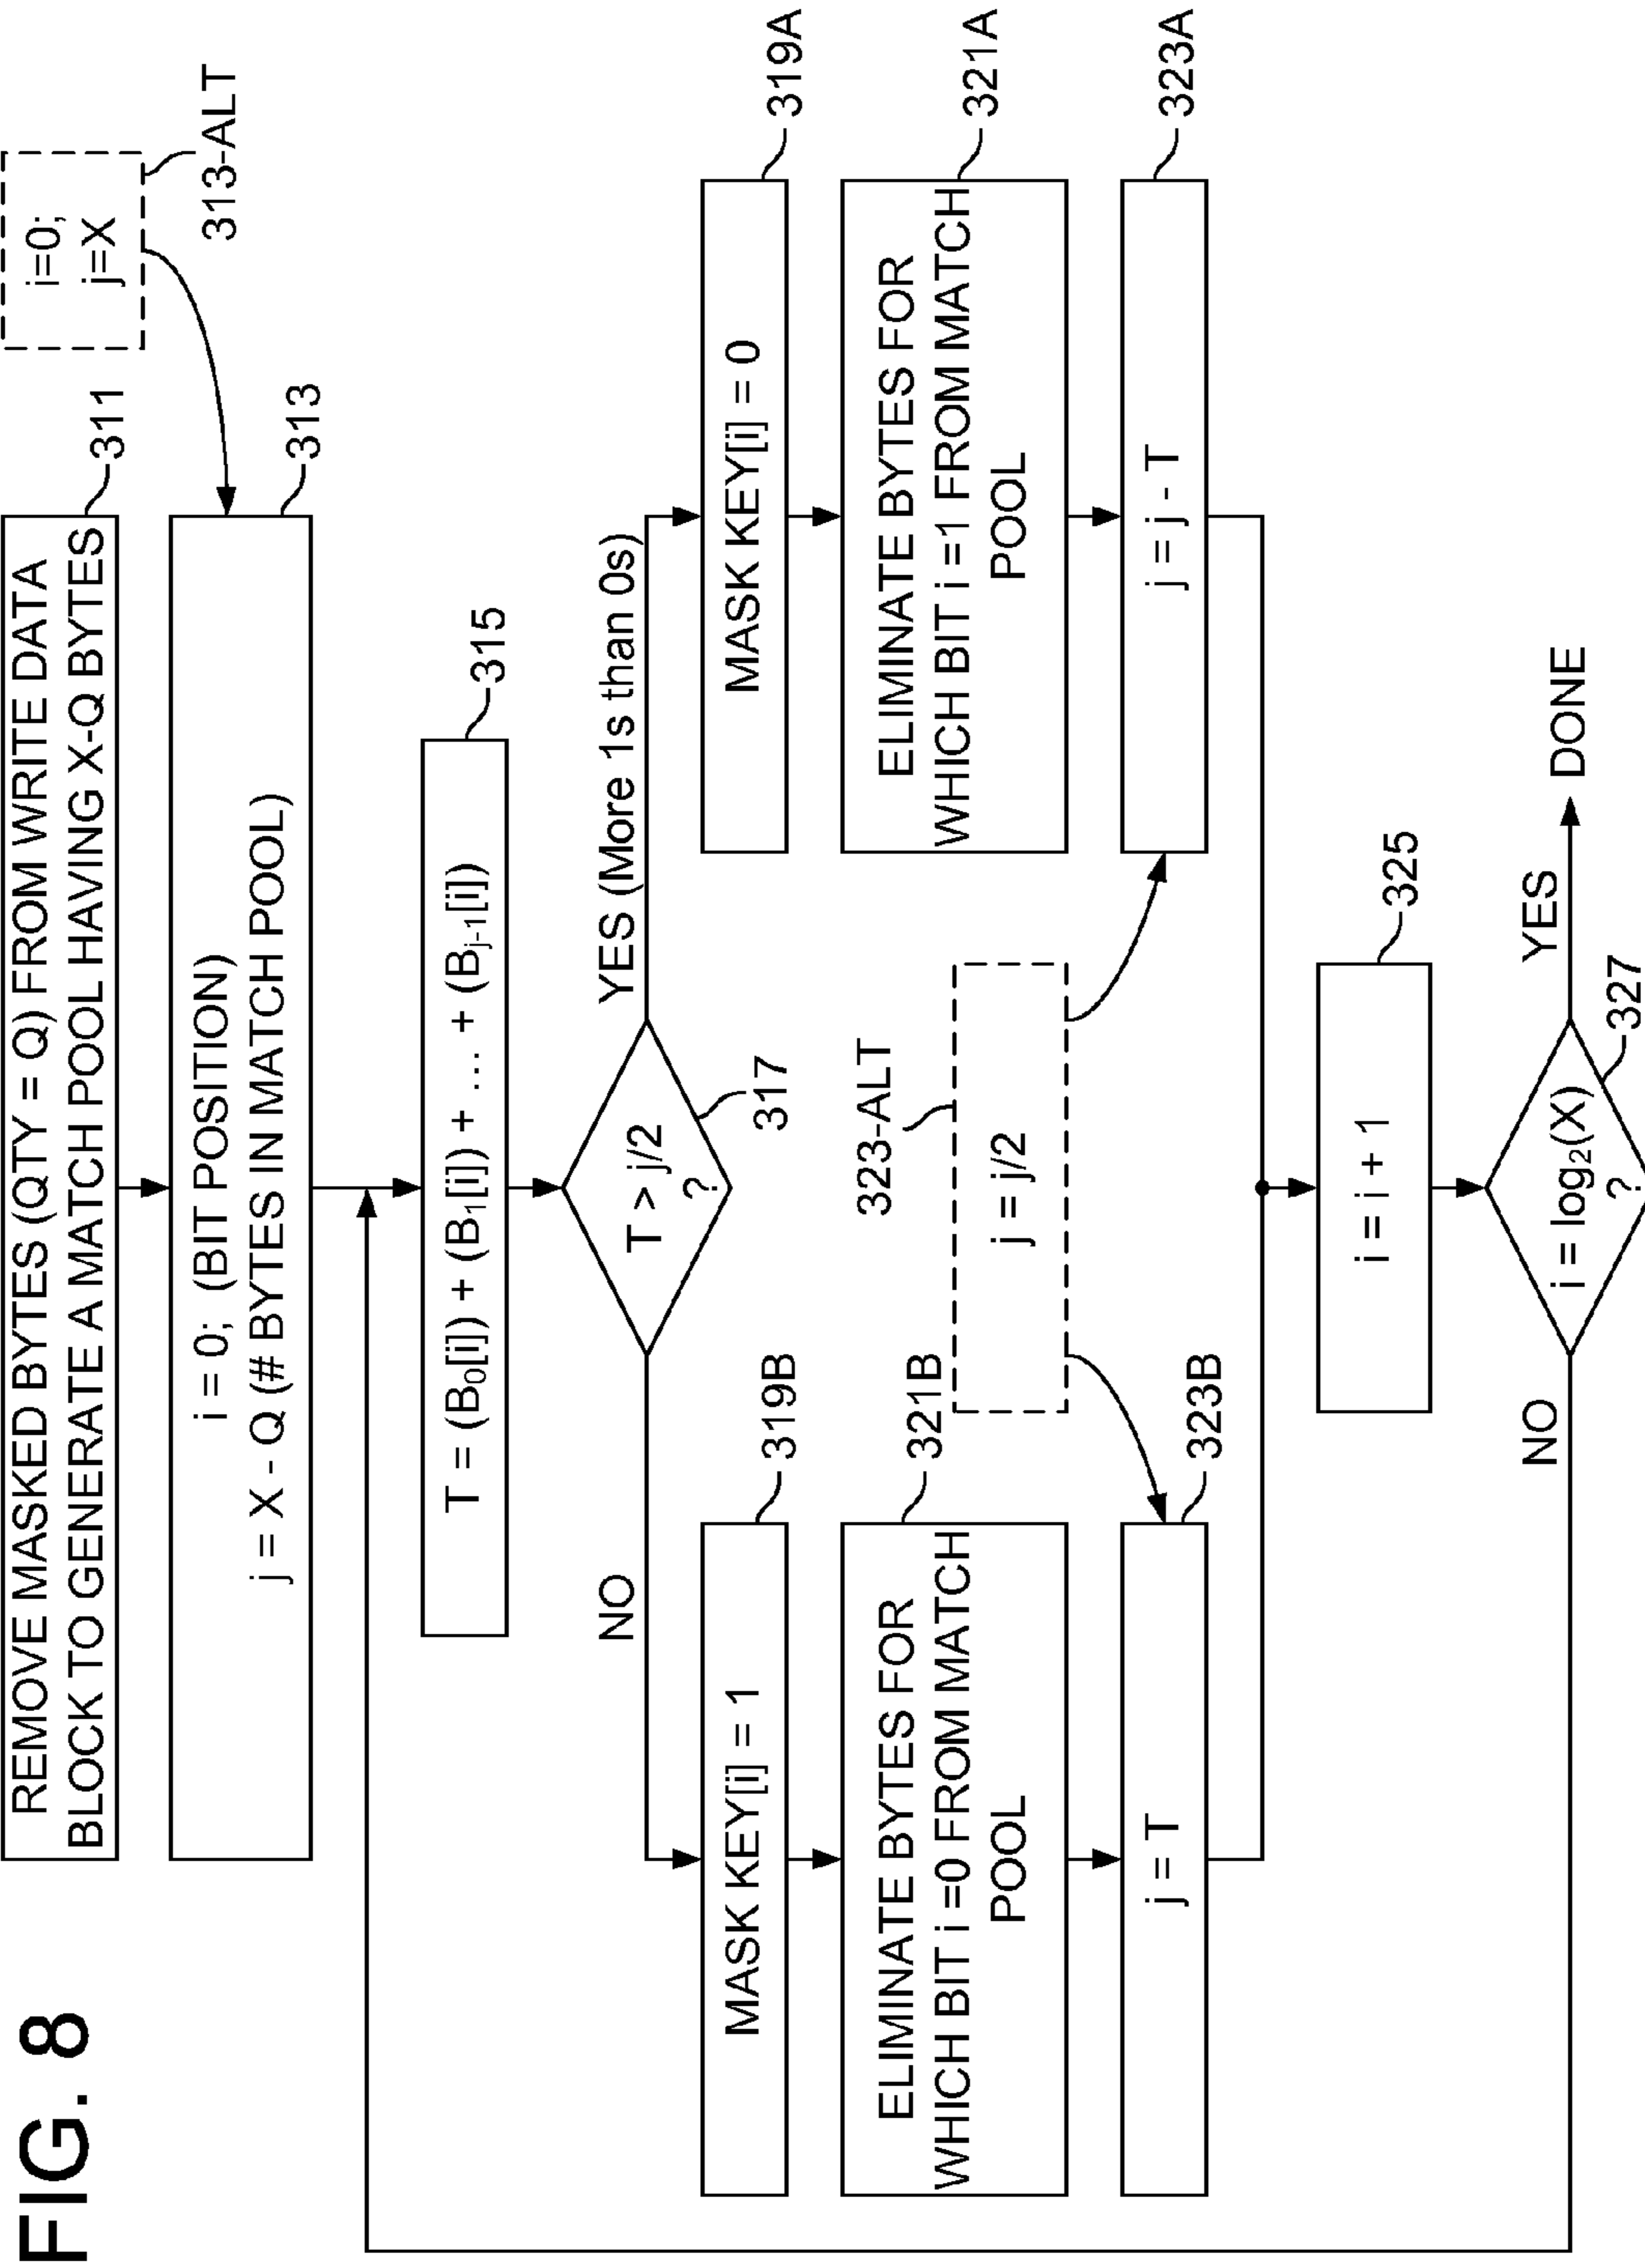 FIG. 8
REMOVE MASKED BYTES (QTY = Q) FROM WRITE DATA
BLOCK TO GENERATE A MATCH POOL HAVING X-Q BYTES
311
i=0;
j=X
313-ALT
i = 0; (BIT POSITION)
j = X - Q (# BYTES IN MATCH POOL)
313
T = (B₀[i]) + (B₁[i]) + … + (Bⱼ₋₁[i])
315
T > j/2
?
317
NO
YES (More 1s than 0s)
MASK KEY[i] = 1
319B
MASK KEY[i] = 0
319A
ELIMINATE BYTES FOR
WHICH BIT i =0 FROM MATCH
POOL
321B
ELIMINATE BYTES FOR
WHICH BIT i =1 FROM MATCH
POOL
321A
323-ALT
j = j/2
j = T
323B
j = j - T
323A
i = i + 1
325
i = log₂(X)
?
327
NO
YES
DONE